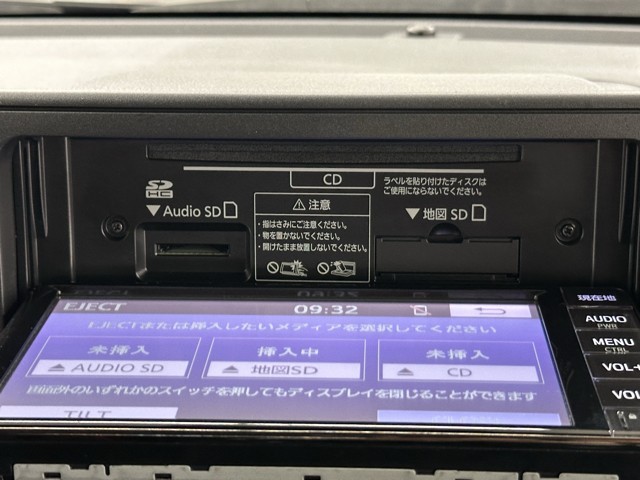 CD
ラベルを貼り付けたディスクは
ご使用にならないでください。
SD
HC
▼Audio SD
⚠注意
・指はさみにご注意ください。
・物を置かないでください。
・開けたまま放置しないでください。
▼地図 SD
EJECT
09:32
EJECTまたは挿入したいメディアを選択してください
未挿入
挿入中
未挿入
AUDIO SD
地図SD
CD
画面外のいずれかのスイッチを押してもディスプレイを閉じることができます
TILT
現在地
AUDIO
PWR
MENU
CTRL
VOL+
VOL